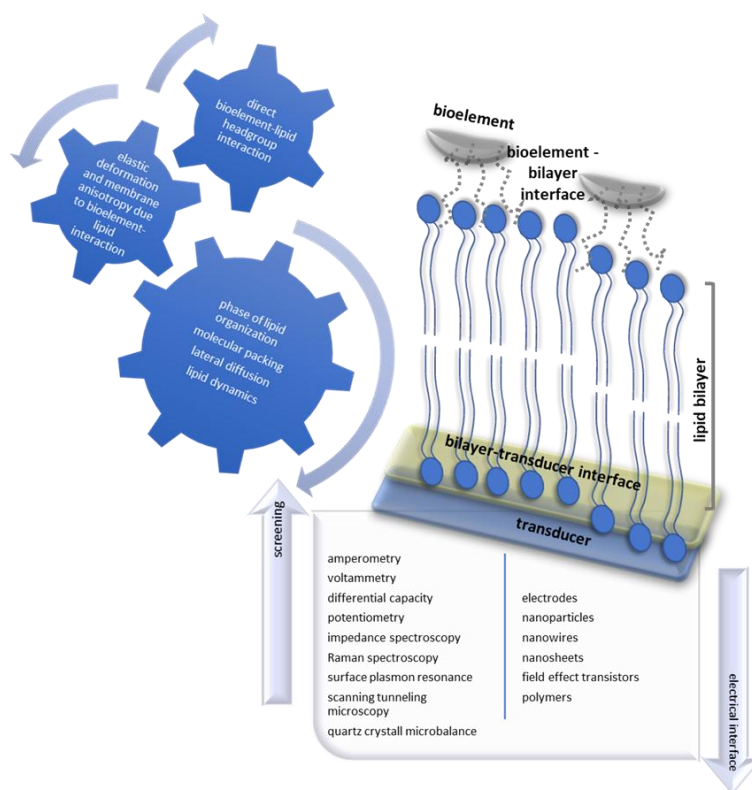 direct
bioelement-lipid
headgroup
interaction
elastic
deformation
and membrane
anisotropy due
to bioelement-
lipid
interaction
phase of lipid
organization
molecular packing
lateral diffusion
lipid dynamics
bioelement
bioelement -
bilayer
interface
lipid bilayer
bilayer-transducer interface
transducer
screening
amperometry
voltammetry
differential capacity
potentiometry
impedance spectroscopy
Raman spectroscopy
surface plasmon resonance
scanning tunneling
microscopy
quartz crystall microbalance
electrodes
nanoparticles
nanowires
nanosheets
field effect transistors
polymers
electrical interface